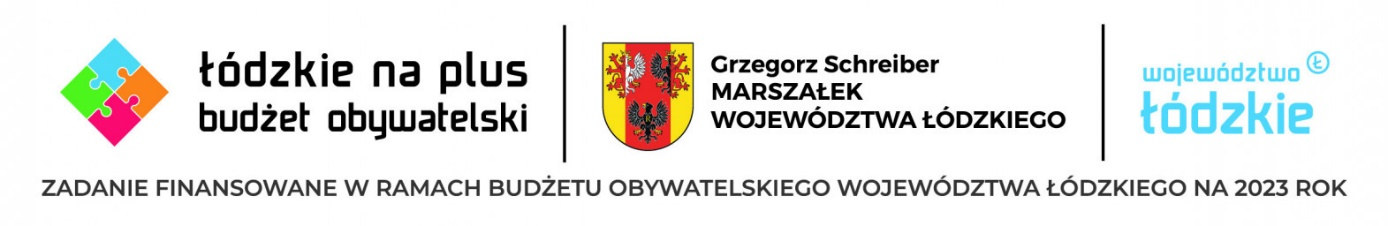 łódzkie na plus
budżet obywatelski
Grzegorz Schreiber
MARSZAŁEK
WOJEWÓDZTWA ŁÓDZKIEGO
województwo Ł
łódzkie
ZADANIE FINANSOWANE W RAMACH BUDŻETU OBYWATELSKIEGO WOJEWÓDZTWA ŁÓDZKIEGO NA 2023 ROK